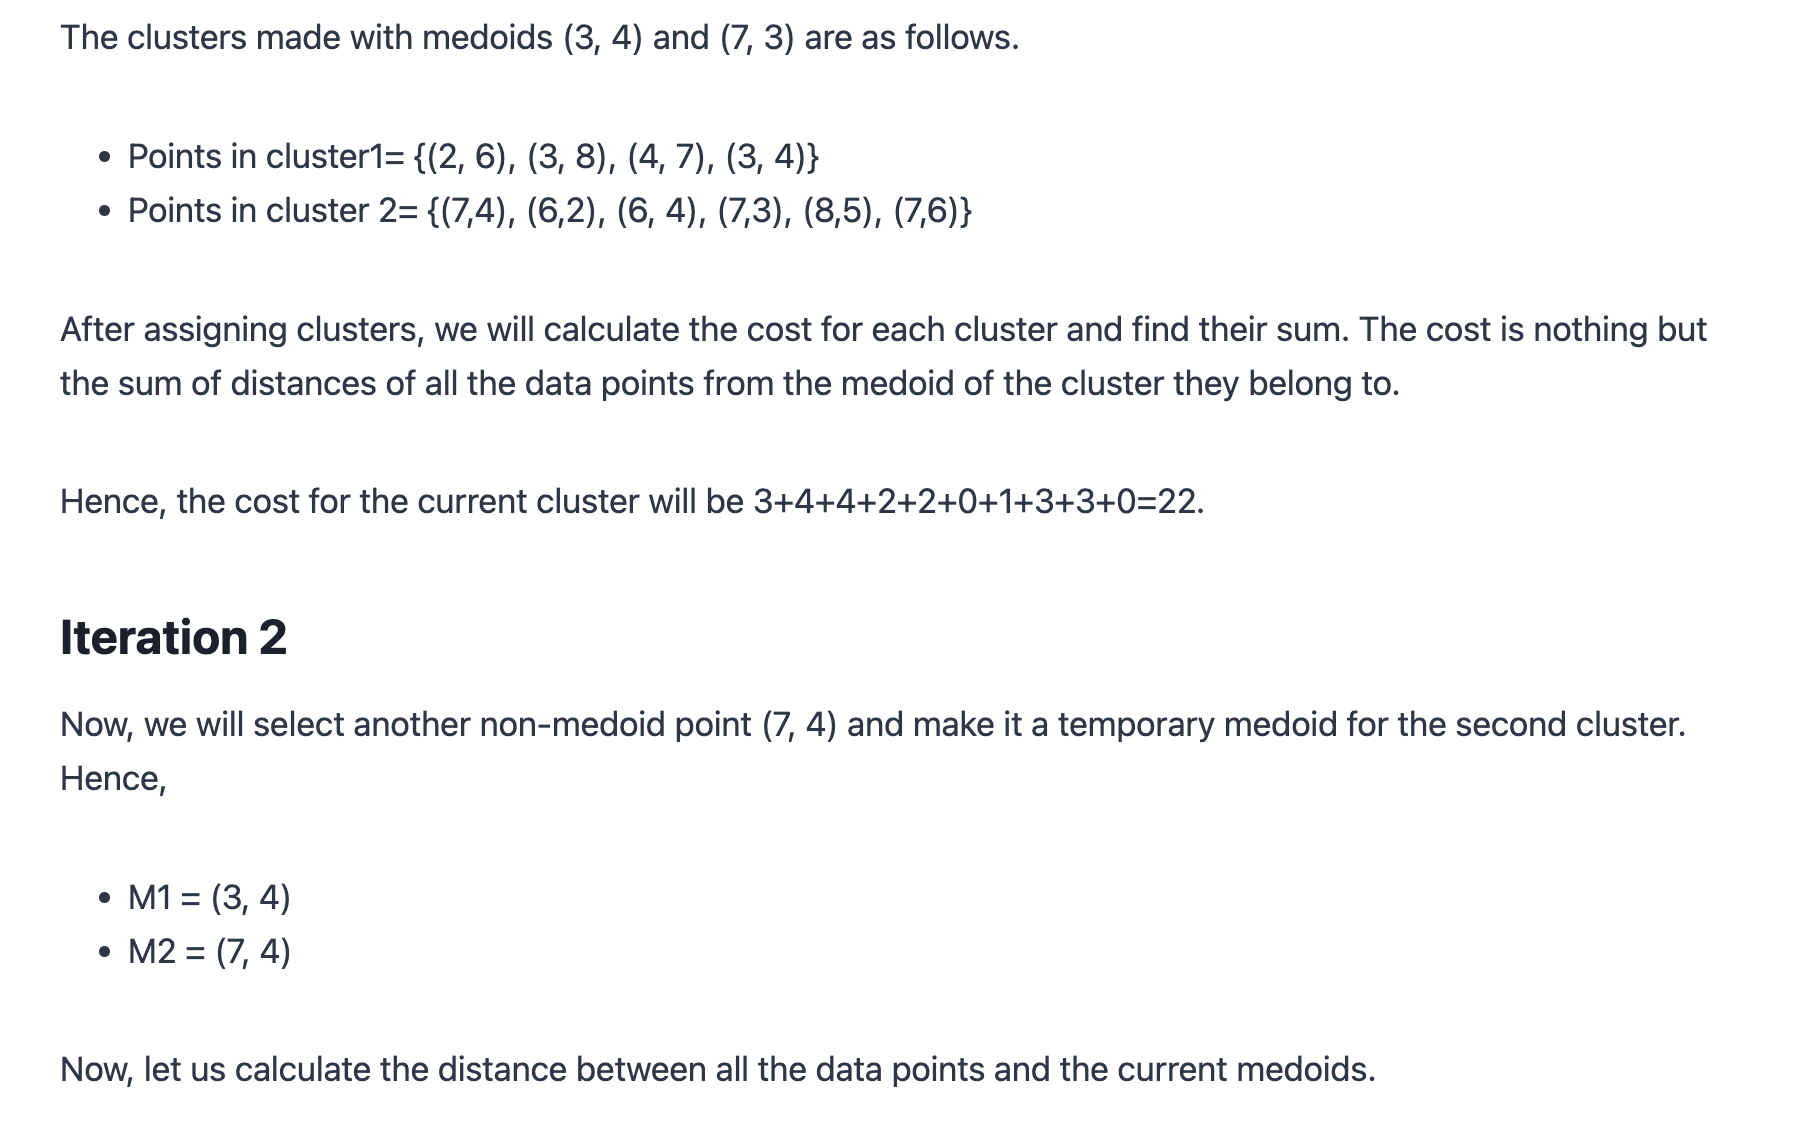 The clusters made with medoids (3, 4) and (7, 3) are as follows.
• Points in cluster1= {(2, 6), (3, 8), (4, 7), (3, 4)}
• Points in cluster 2= {(7,4), (6,2), (6, 4), (7,3), (8,5), (7,6)}
After assigning clusters, we will calculate the cost for each cluster and find their sum. The cost is nothing but
the sum of distances of all the data points from the medoid of the cluster they belong to.
Hence, the cost for the current cluster will be 3+4+4+2+2+0+1+3+3+0=22.
Iteration 2
Now, we will select another non-medoid point (7, 4) and make it a temporary medoid for the second cluster.
Hence,
• M1 = (3, 4)
• M2 = (7, 4)
Now, let us calculate the distance between all the data points and the current medoids.